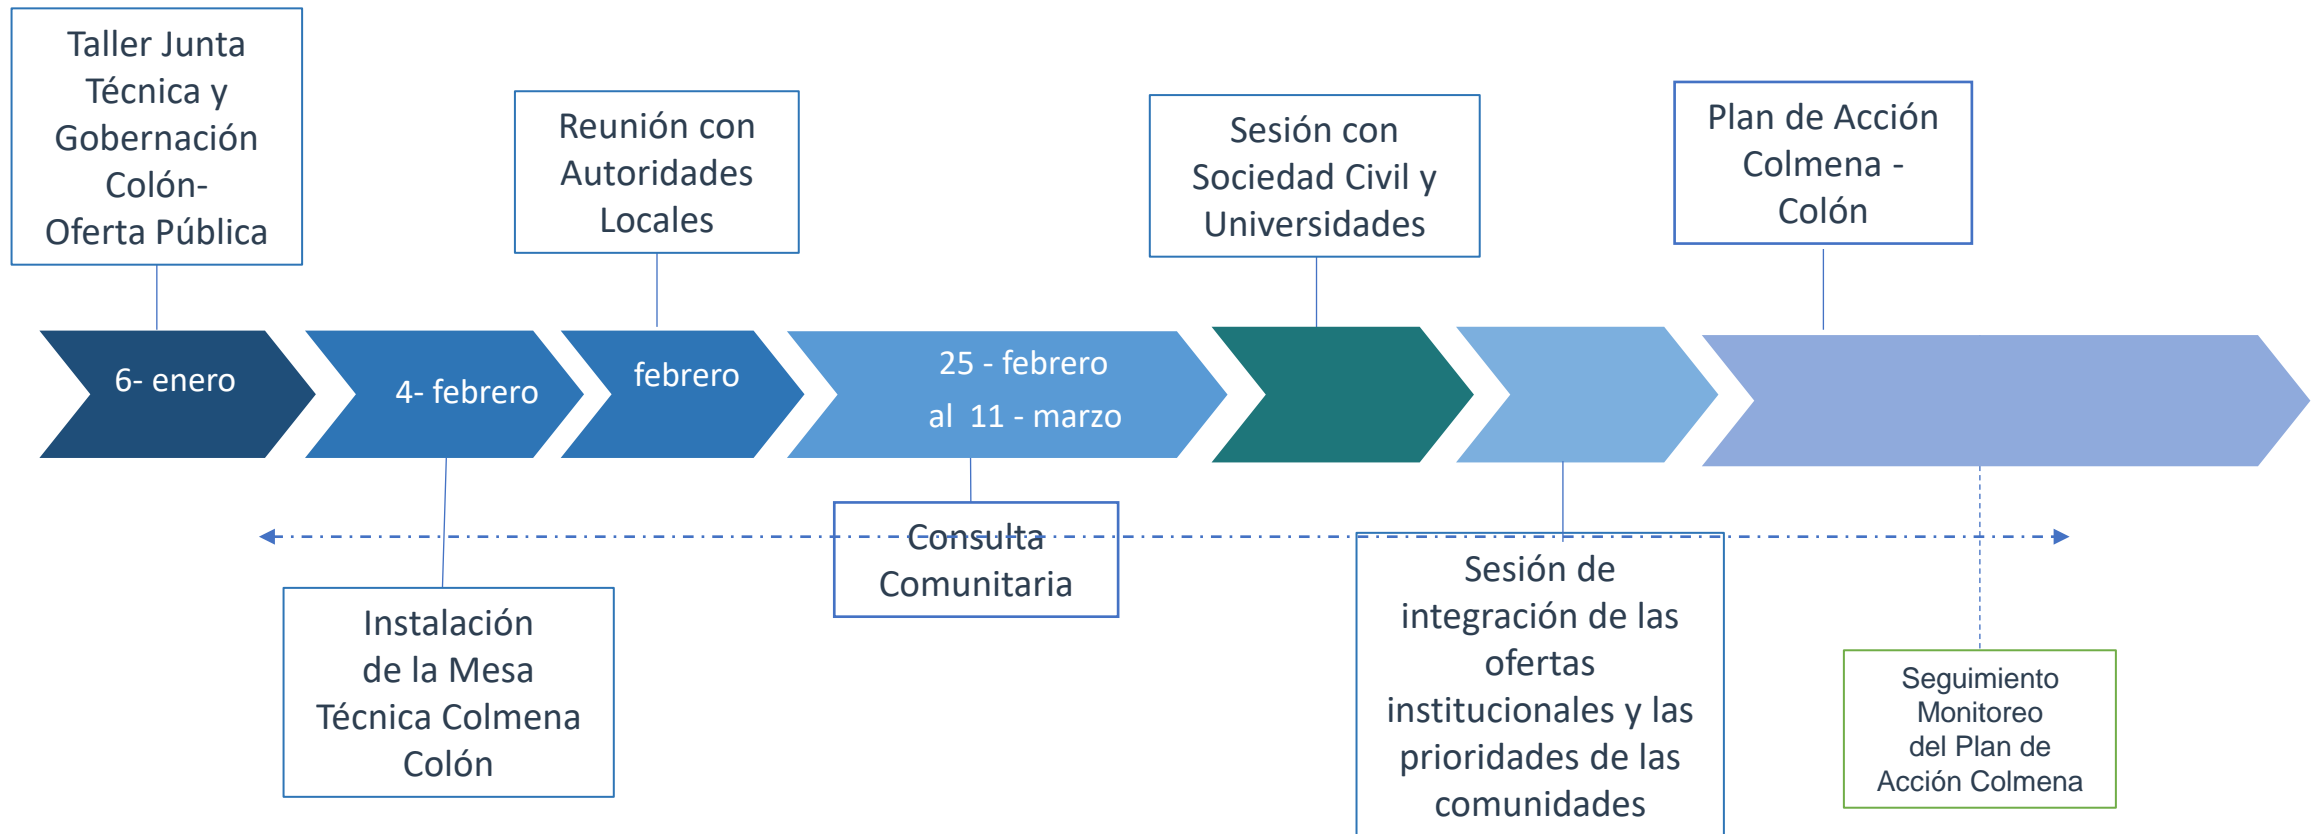 Taller Junta
Técnica y
Gobernación
Colón-
Oferta Pública
Reunión con
Autoridades
Locales
Sesión con
Sociedad Civil y
Universidades
Plan de Acción
Colmena -
Colón
6- enero
4- febrero
febrero
25 - febrero
al 11 - marzo
Consulta
Comunitaria
Instalación
de la Mesa
Técnica Colmena
Colón
Sesión de
integración de las
ofertas
institucionales y las
prioridades de las
comunidades
Seguimiento
Monitoreo
del Plan de
Acción Colmena